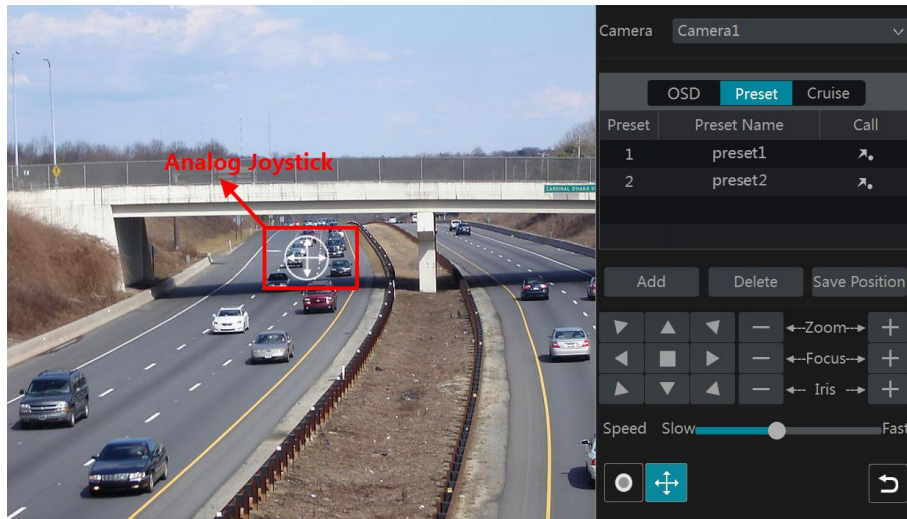 Camera Camera1
OSD Preset Cruise
Preset Preset Name Call
1 preset1
2 preset2
Analog Joystick
CARDINAL O'HARA
Add Delete Save Position
Zoom
Focus
Iris
Speed Slow Fast